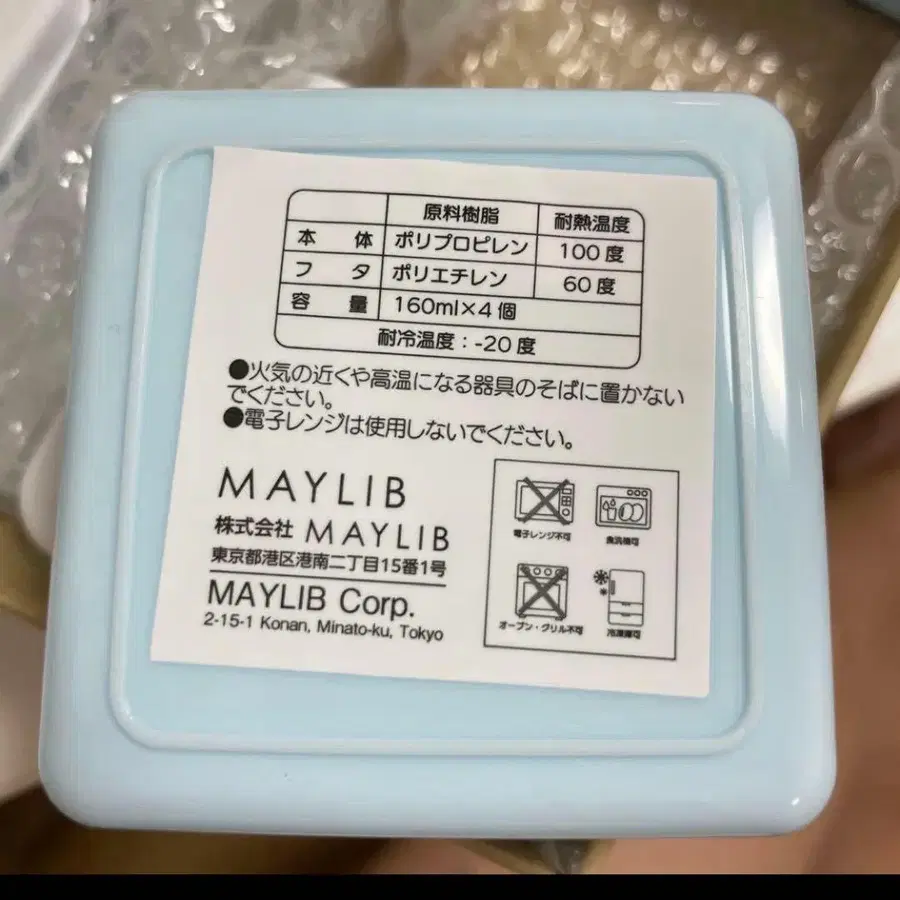 原料樹脂 耐熱温度
本体 ポリプロピレン 100度
フタ ポリエチレン 60度
容量 160ml×4個
耐冷温度：-20度
●火気の近くや高温になる器具のそばに置かない
でください。
●電子レンジは使用しないでください。
MAYLIB
株式会社 MAYLIB
東京都港区港南二丁目15番1号
MAYLIB Corp.
2-15-1 Konan, Minato-ku, Tokyo
電子レンジ不可 食洗機可
オーブン・グリル不可 冷凍庫可